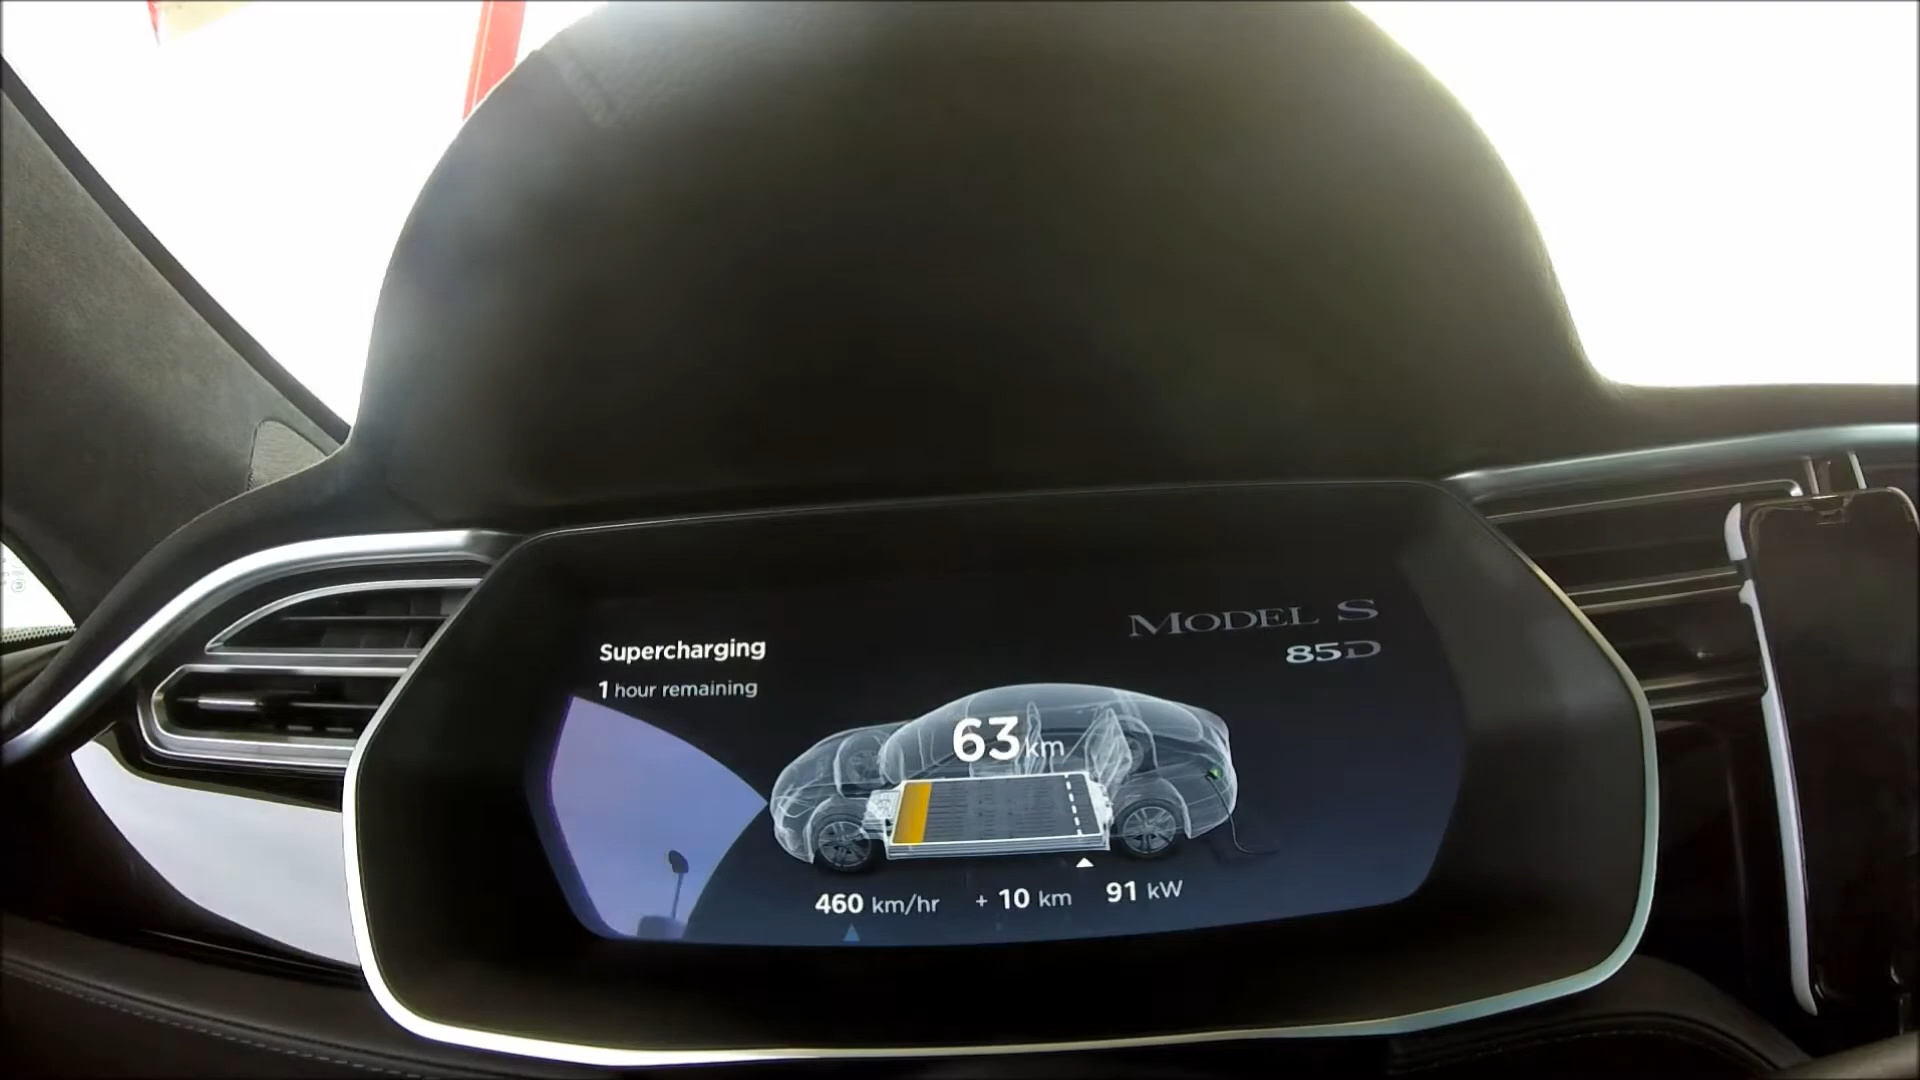 MODEL S
85D
Supercharging
1 hour remaining
63 km
460 km/hr + 10 km 91 kW